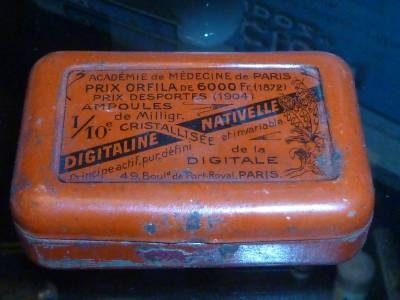 ACADÉMIE DE MÉDECINE DE PARIS
PRIX ORFILA DE 6000 Fr (1872)
PRIX DESPORTES (1904)
AMPOULES
1/10e de Milligr.
CRISTALLISÉE et invariable
DIGITALINE NATIVELLE
Principe actif, pur, défini de la
DIGITALE
49, Boulд de Port-Royal, PARIS.